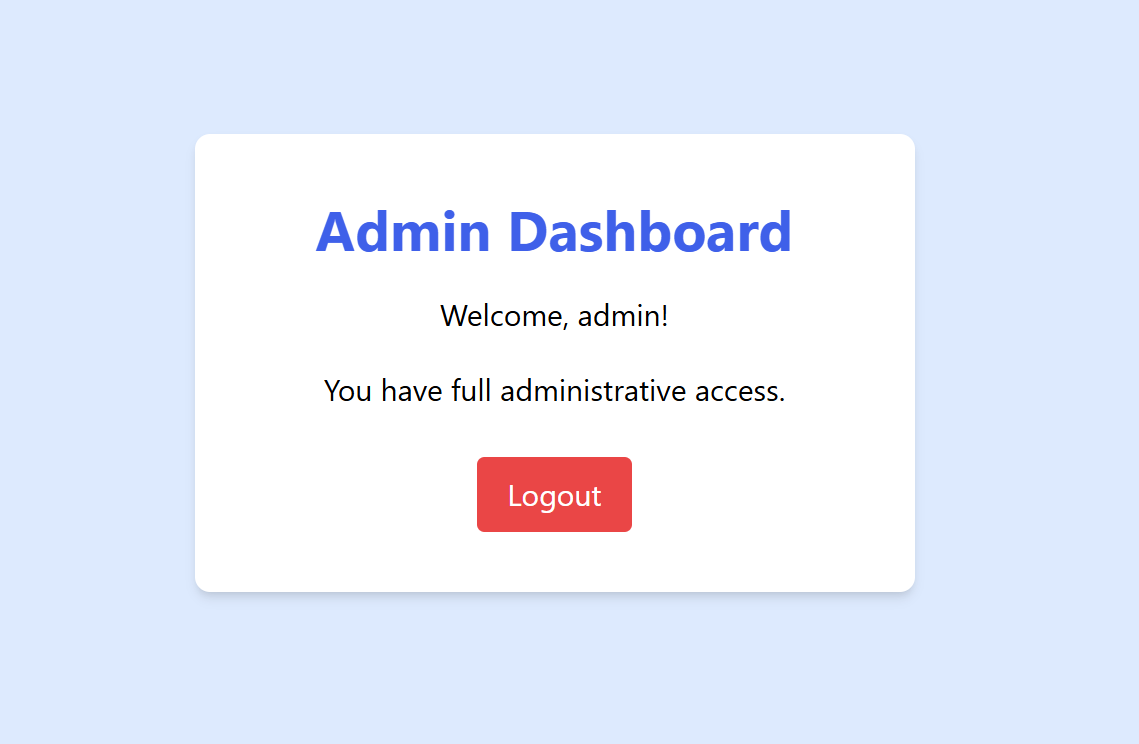 Admin Dashboard
Welcome, admin!
You have full administrative access.
Logout